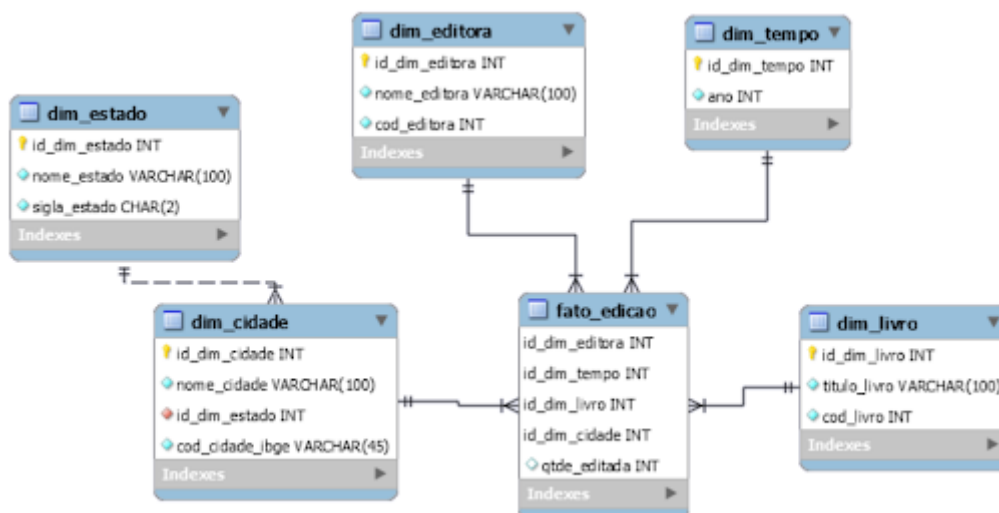 dim_editora
id_dim_editora INT
nome_editora VARCHAR(100)
cod_editora INT
Indexes
dim_tempo
id_dim_tempo INT
ano INT
Indexes
dim_estado
id_dim_estado INT
nome_estado VARCHAR(100)
sigla_estado CHAR(2)
Indexes
dim_cidade
id_dim_cidade INT
nome_cidade VARCHAR(100)
id_dim_estado INT
cod_cidade_ibge VARCHAR(45)
Indexes
fato_edicao
id_dim_editora INT
id_dim_tempo INT
id_dim_livro INT
id_dim_cidade INT
qtde_editada INT
Indexes
dim_livro
id_dim_livro INT
titulo_livro VARCHAR(100)
cod_livro INT
Indexes